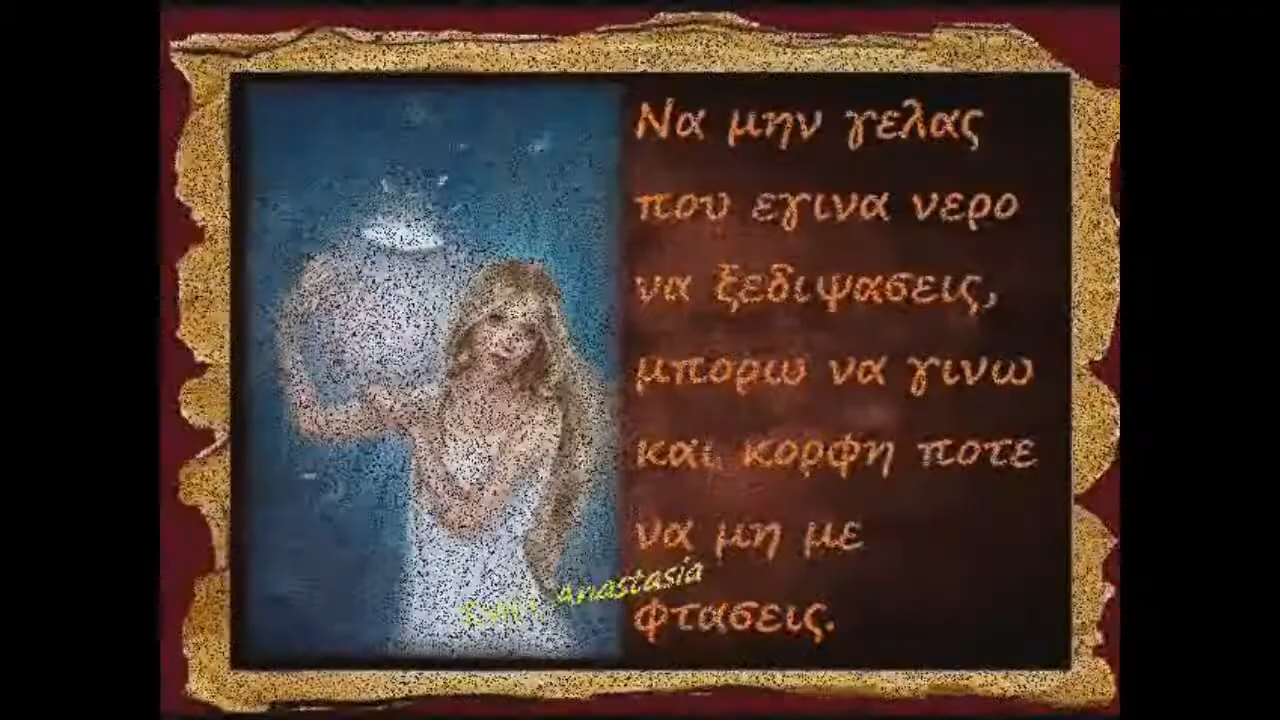 Να μην γελας
που εγινα νερο
να ξεδιψασεις,
μπορω να γινω
και κορφη ποτε
να μη με
φτασεις.
Anastasia